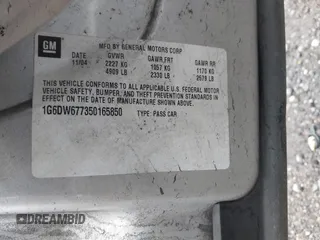 GM
MFD BY GENERAL MOTORS CORP
DATE GVWR GAWR FRT GAWR RR
11/04 2227 KG 1057 KG 1170 KG
4909 LB 2330 LB 2579 LB
THIS VEHICLE CONFORMS TO ALL APPLICABLE U.S. FEDERAL MOTOR
VEHICLE SAFETY, BUMPER, AND THEFT PREVENTION STANDARDS IN
EFFECT ON THE DATE OF MANUFACTURE SHOWN ABOVE.
1G6DW677350165850 TYPE: PASS CAR
DREAMBID